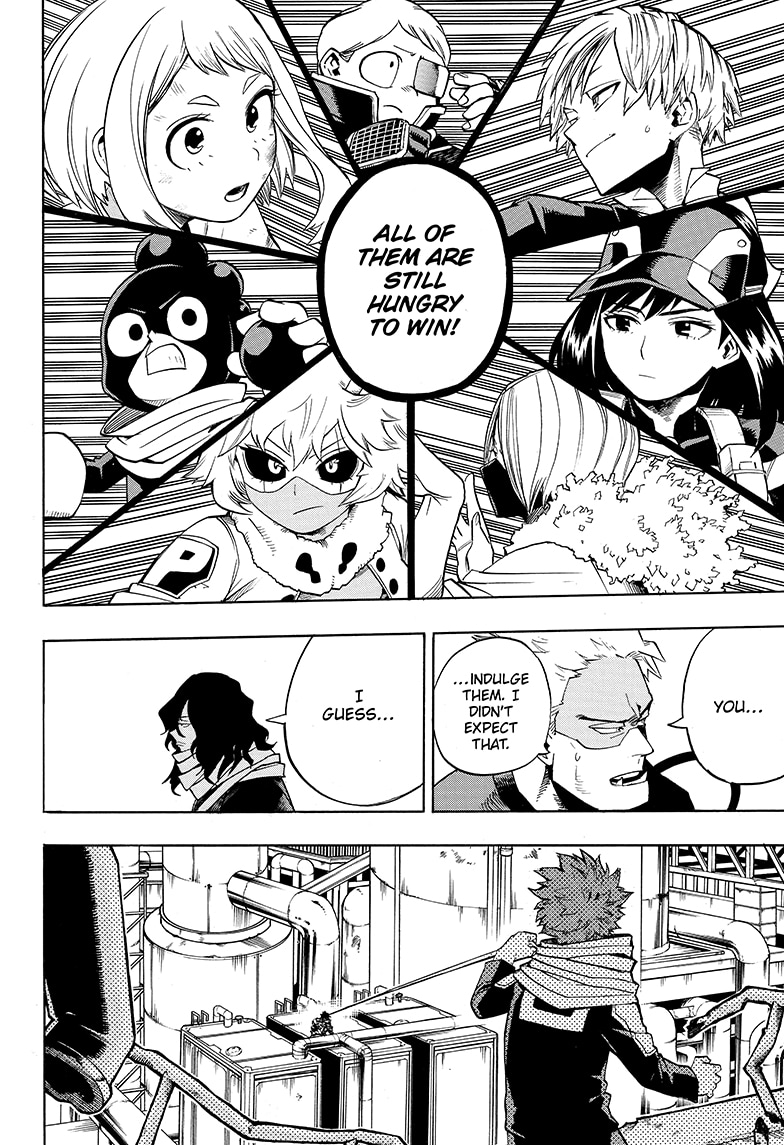 ALL OF
THEM ARE
STILL
HUNGRY
TO WIN!
P
YOU...
...INDULGE
THEM. I
DIDN'T
EXPECT
THAT.
I
GUESS...